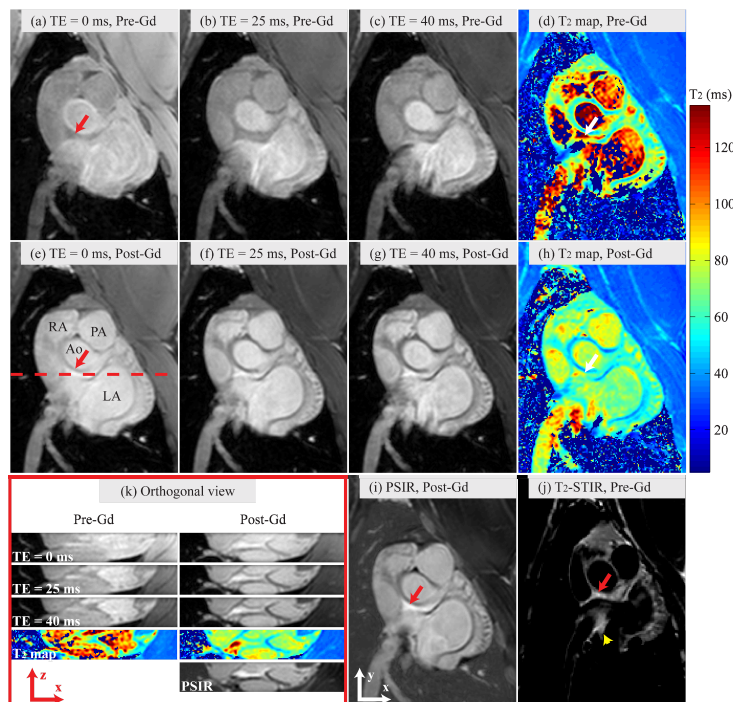 (a) TE = 0 ms, Pre-Gd
(b) TE = 25 ms, Pre-Gd
(c) TE = 40 ms, Pre-Gd
(d) T2 map, Pre-Gd
T2 (ms)
120
100
80
60
40
20
(e) TE = 0 ms, Post-Gd
(f) TE = 25 ms, Post-Gd
(g) TE = 40 ms, Post-Gd
(h) T2 map, Post-Gd
RA
PA
Ao
LA
(k) Orthogonal view
Pre-Gd
Post-Gd
TE = 0 ms
TE = 25 ms
TE = 40 ms
T2 map
PSIR
z
x
(i) PSIR, Post-Gd
y
x
(j) T2-STIR, Pre-Gd